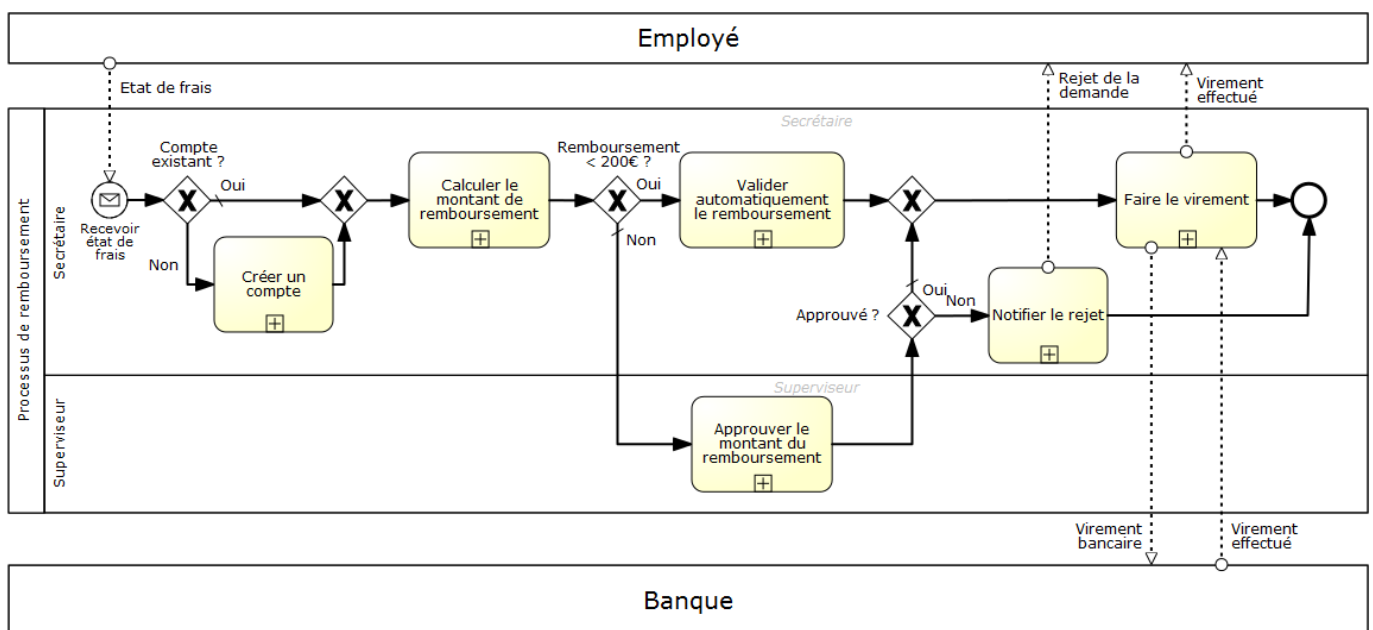 Employé
Etat de frais
Rejet de la
demande
Virement
effectué
Processus de remboursement
Secrétaire
Secrétaire
Compte
existant ?
Oui
Non
Recevoir
état de
frais
Créer un
compte
Calculer le
montant de
remboursement
Remboursement
< 200€ ?
Oui
Non
Valider
automatiquement
le remboursement
Approuvé ?
Oui
Non
Notifier le rejet
Faire le virement
Superviseur
Superviseur
Approuver le
montant du
remboursement
Virement
bancaire
Virement
effectué
Banque